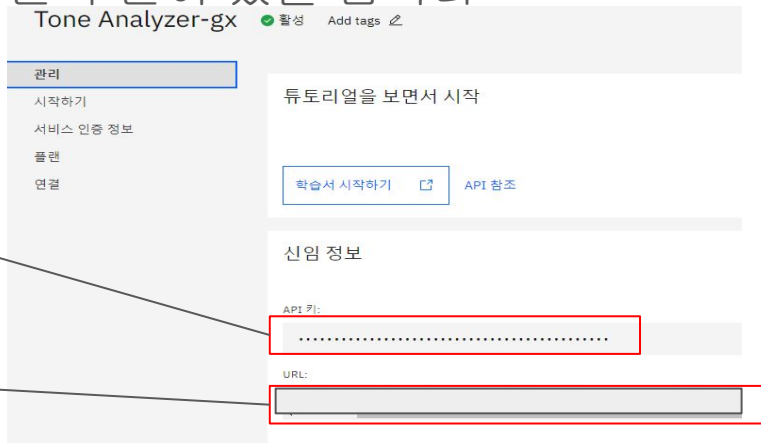 Tone Analyzer-gx 활성 Add tags
관리
시작하기
서비스 인증 정보
플랜
연결
튜토리얼을 보면서 시작
학습서 시작하기 API 참조
신임 정보
API 키:
URL: